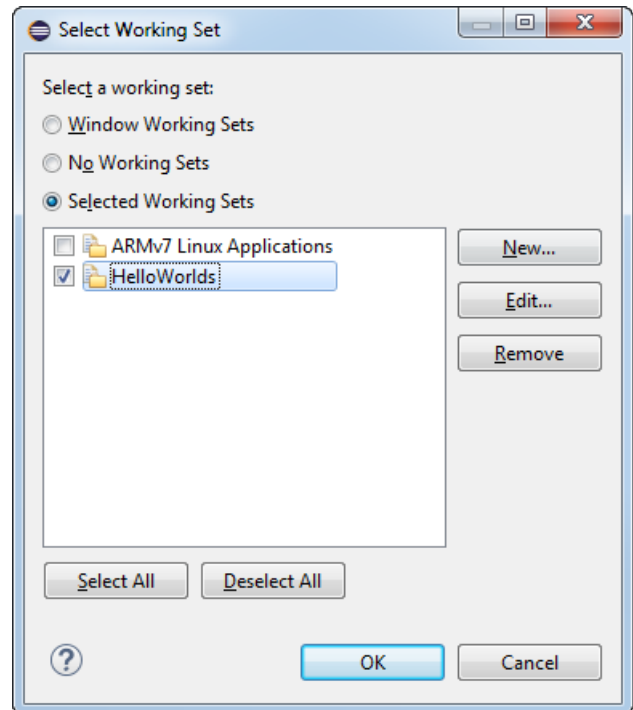 Select Working Set
Select a working set:
Window Working Sets
No Working Sets
Selected Working Sets
ARMv7 Linux Applications
HelloWorlds
New...
Edit...
Remove
Select All Deselect All
? OK Cancel